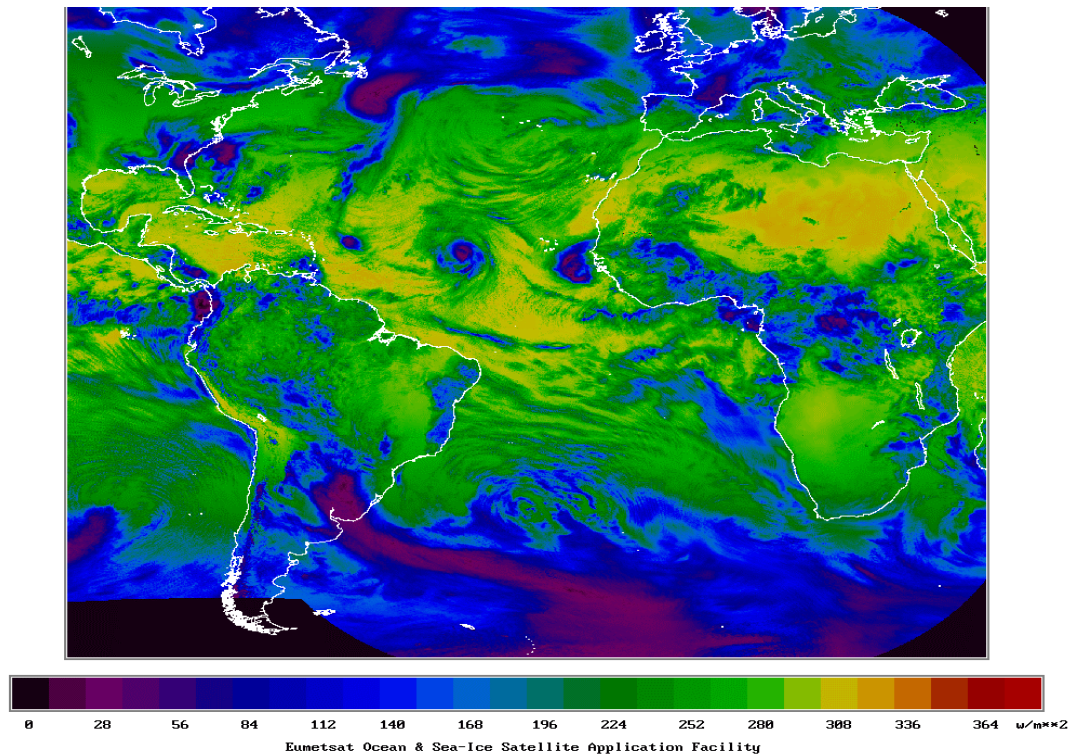 0 28 56 84 112 140 168 196 224 252 280 308 336 364 w/m**2
Eumetsat Ocean & Sea-Ice Satellite Application Facility